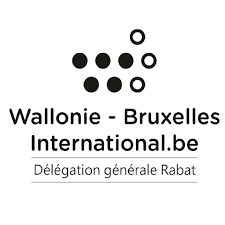 Wallonie - Bruxelles
International.be
Délégation générale Rabat